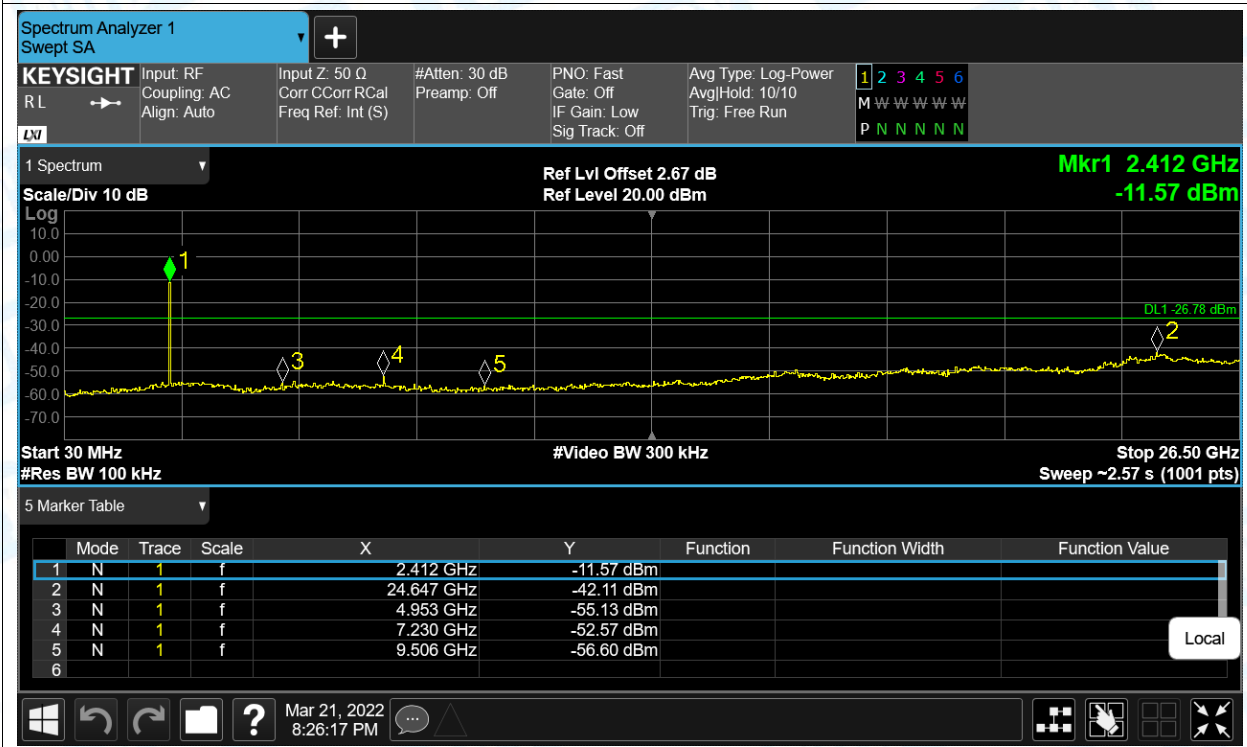 Spectrum Analyzer 1
Swept SA
KEYSIGHT
R L
LXI
Input: RF
Coupling: AC
Align: Auto
Input Z: 50 Ω
Corr CCorr RCal
Freq Ref: Int (S)
#Atten: 30 dB
Preamp: Off
PNO: Fast
Gate: Off
IF Gain: Low
Sig Track: Off
Avg Type: Log-Power
Avg|Hold: 10/10
Trig: Free Run
1 2 3 4 5 6
M W W W W W
P N N N N N
1 Spectrum
Scale/Div 10 dB
Ref Lvl Offset 2.67 dB
Ref Level 20.00 dBm
Mkr1 2.412 GHz
-11.57 dBm
Log
10.0
0.00
-10.0
-20.0
-30.0
-40.0
-50.0
-60.0
-70.0
1
DL1 -26.78 dBm
2
3
4
5
Start 30 MHz
#Res BW 100 kHz
#Video BW 300 kHz
Stop 26.50 GHz
Sweep ~2.57 s (1001 pts)
5 Marker Table
Mode Trace Scale X Y Function Function Width Function Value
1 N 1 f 2.412 GHz -11.57 dBm
2 N 1 f 24.647 GHz -42.11 dBm
3 N 1 f 4.953 GHz -55.13 dBm
4 N 1 f 7.230 GHz -52.57 dBm
5 N 1 f 9.506 GHz -56.60 dBm
6
Local
?
Mar 21, 2022
8:26:17 PM